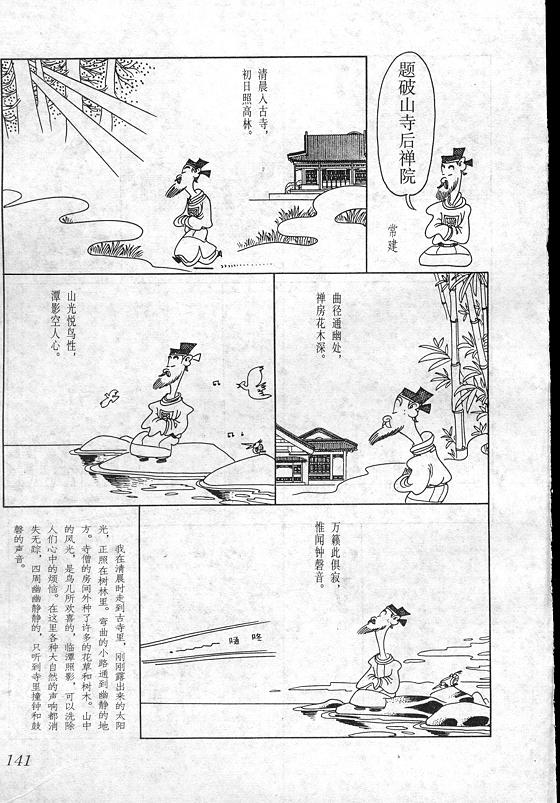 题破山寺后禅院
常建
清晨入古寺，
初日照高林。
曲径通幽处，
禅房花木深。
山光悦鸟性，
潭影空人心。
万籁此俱寂，
惟闻钟磬音。
咚
嗵
我在清晨时走到古寺里，刚刚露出来的太阳
光，正照在树林里。弯曲的小路通到幽静的地
方。寺僧的房间外种了许多的花草和树木。山中
的风光，是鸟儿所欢喜的，临潭照影，可以洗除
人们心中的烦恼。在这里各种大自然的声响都消
失无踪，四周幽幽静静的，只听到寺里撞钟和鼓
磬的声音。
141